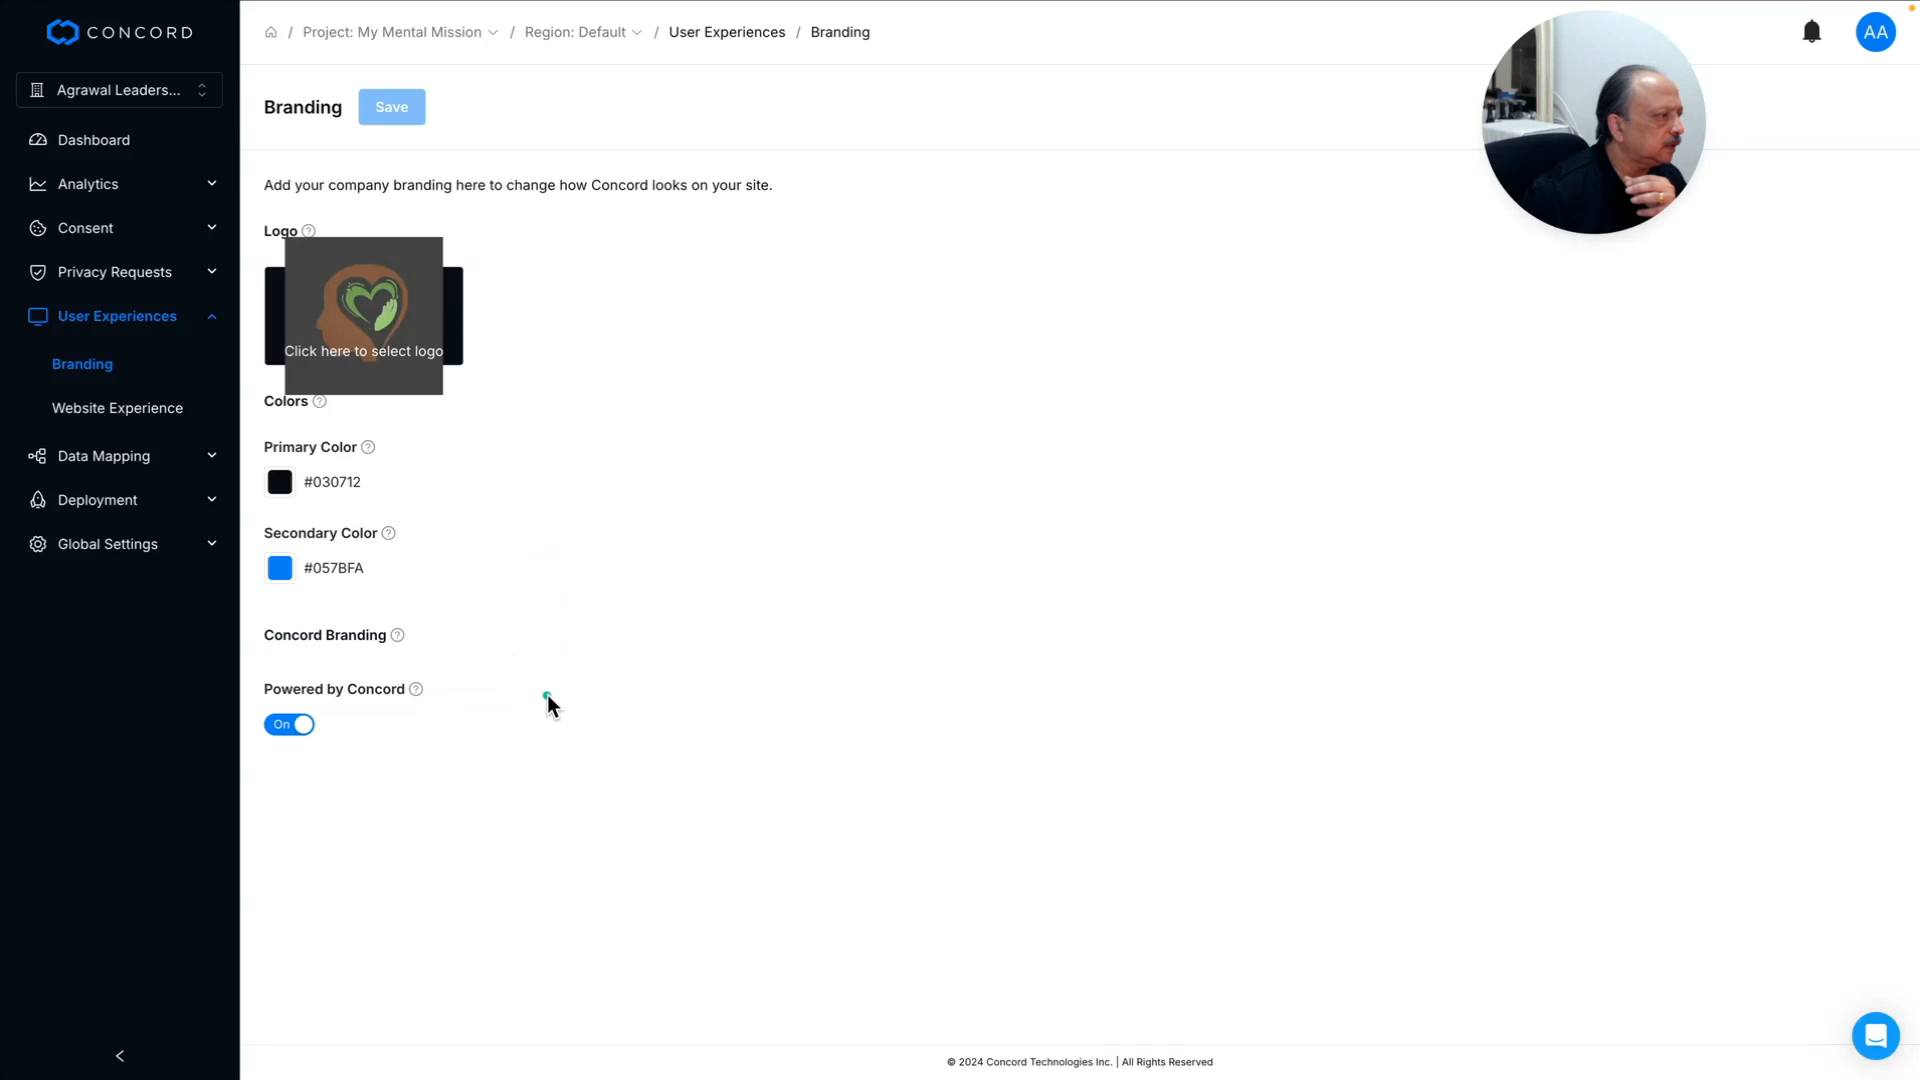 CONCORD
/ Project: My Mental Mission / Region: Default / User Experiences / Branding
AA
Agrawal Leaders...
Dashboard
Analytics
Consent
Privacy Requests
User Experiences
Branding
Website Experience
Data Mapping
Deployment
Global Settings
Branding
Save
Add your company branding here to change how Concord looks on your site.
Logo
Click here to select logo
Colors
Primary Color
#030712
Secondary Color
#057BFA
Concord Branding
Powered by Concord
On
© 2024 Concord Technologies Inc. | All Rights Reserved